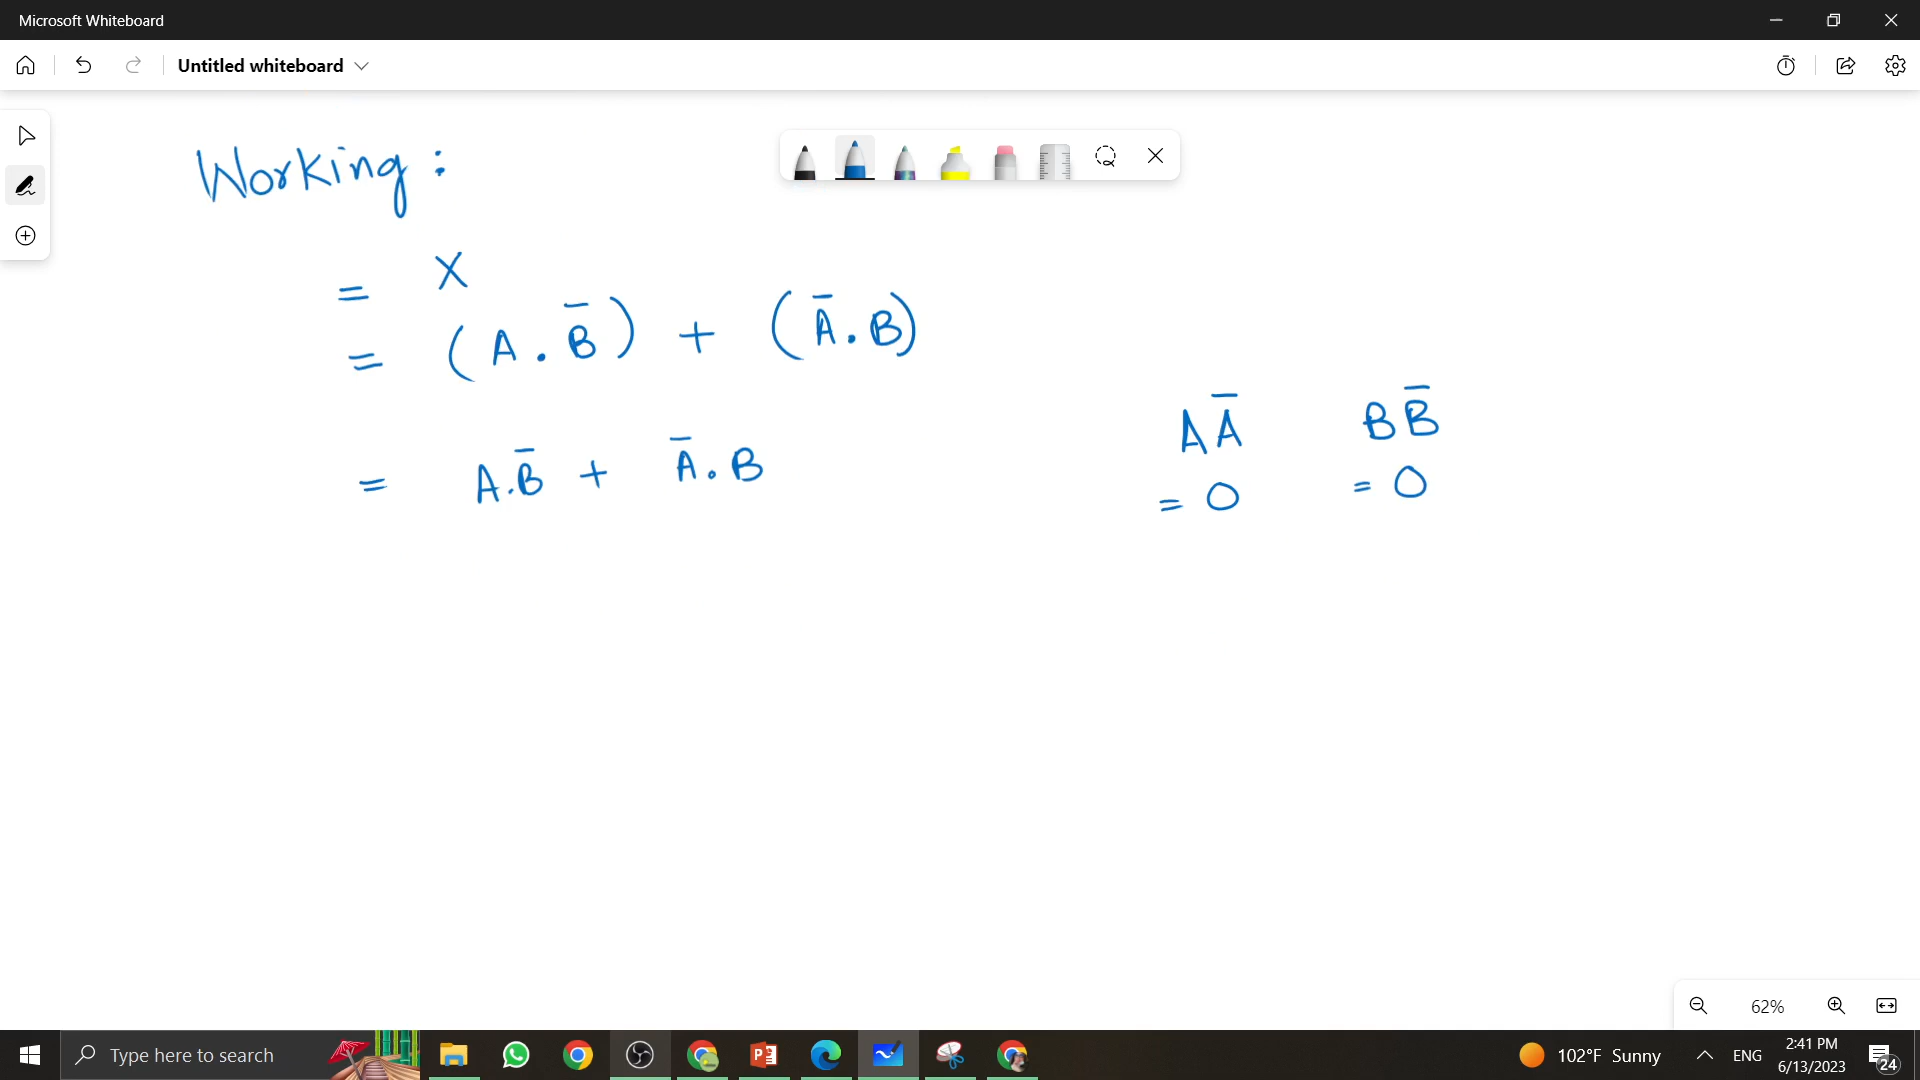 Microsoft Whiteboard
Untitled whiteboard
Working :
= X
= (A . B̅) + (A̅ . B)
= A.B̅ + A̅ . B
AA̅ BB̅
= 0 = 0
62%
Type here to search
102°F Sunny
ENG
2:41 PM
6/13/2023
24